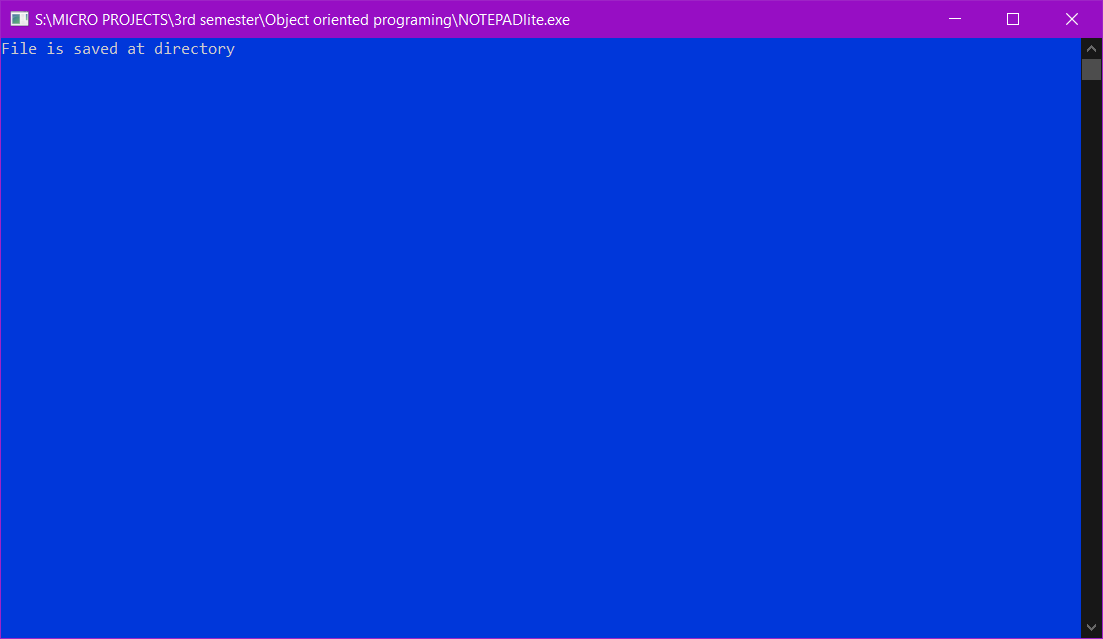 S:\MICRO PROJECTS\3rd semester\Object oriented programing\NOTEPADlite.exe
File is saved at directory